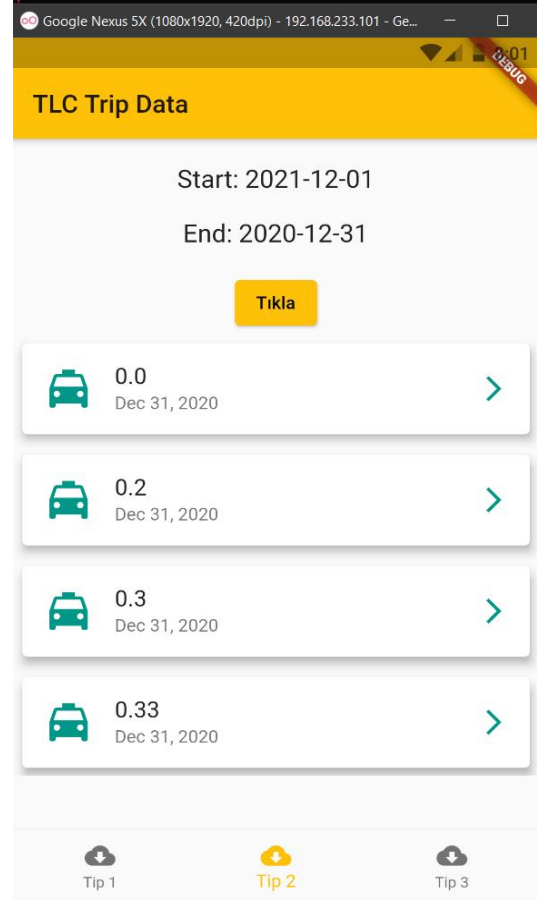 Google Nexus 5X (1080x1920, 420dpi) - 192.168.233.101 - Ge...
DEBUG
TLC Trip Data
Start: 2021-12-01
End: 2020-12-31
Tıkla
0.0
Dec 31, 2020
0.2
Dec 31, 2020
0.3
Dec 31, 2020
0.33
Dec 31, 2020
Tip 1
Tip 2
Tip 3